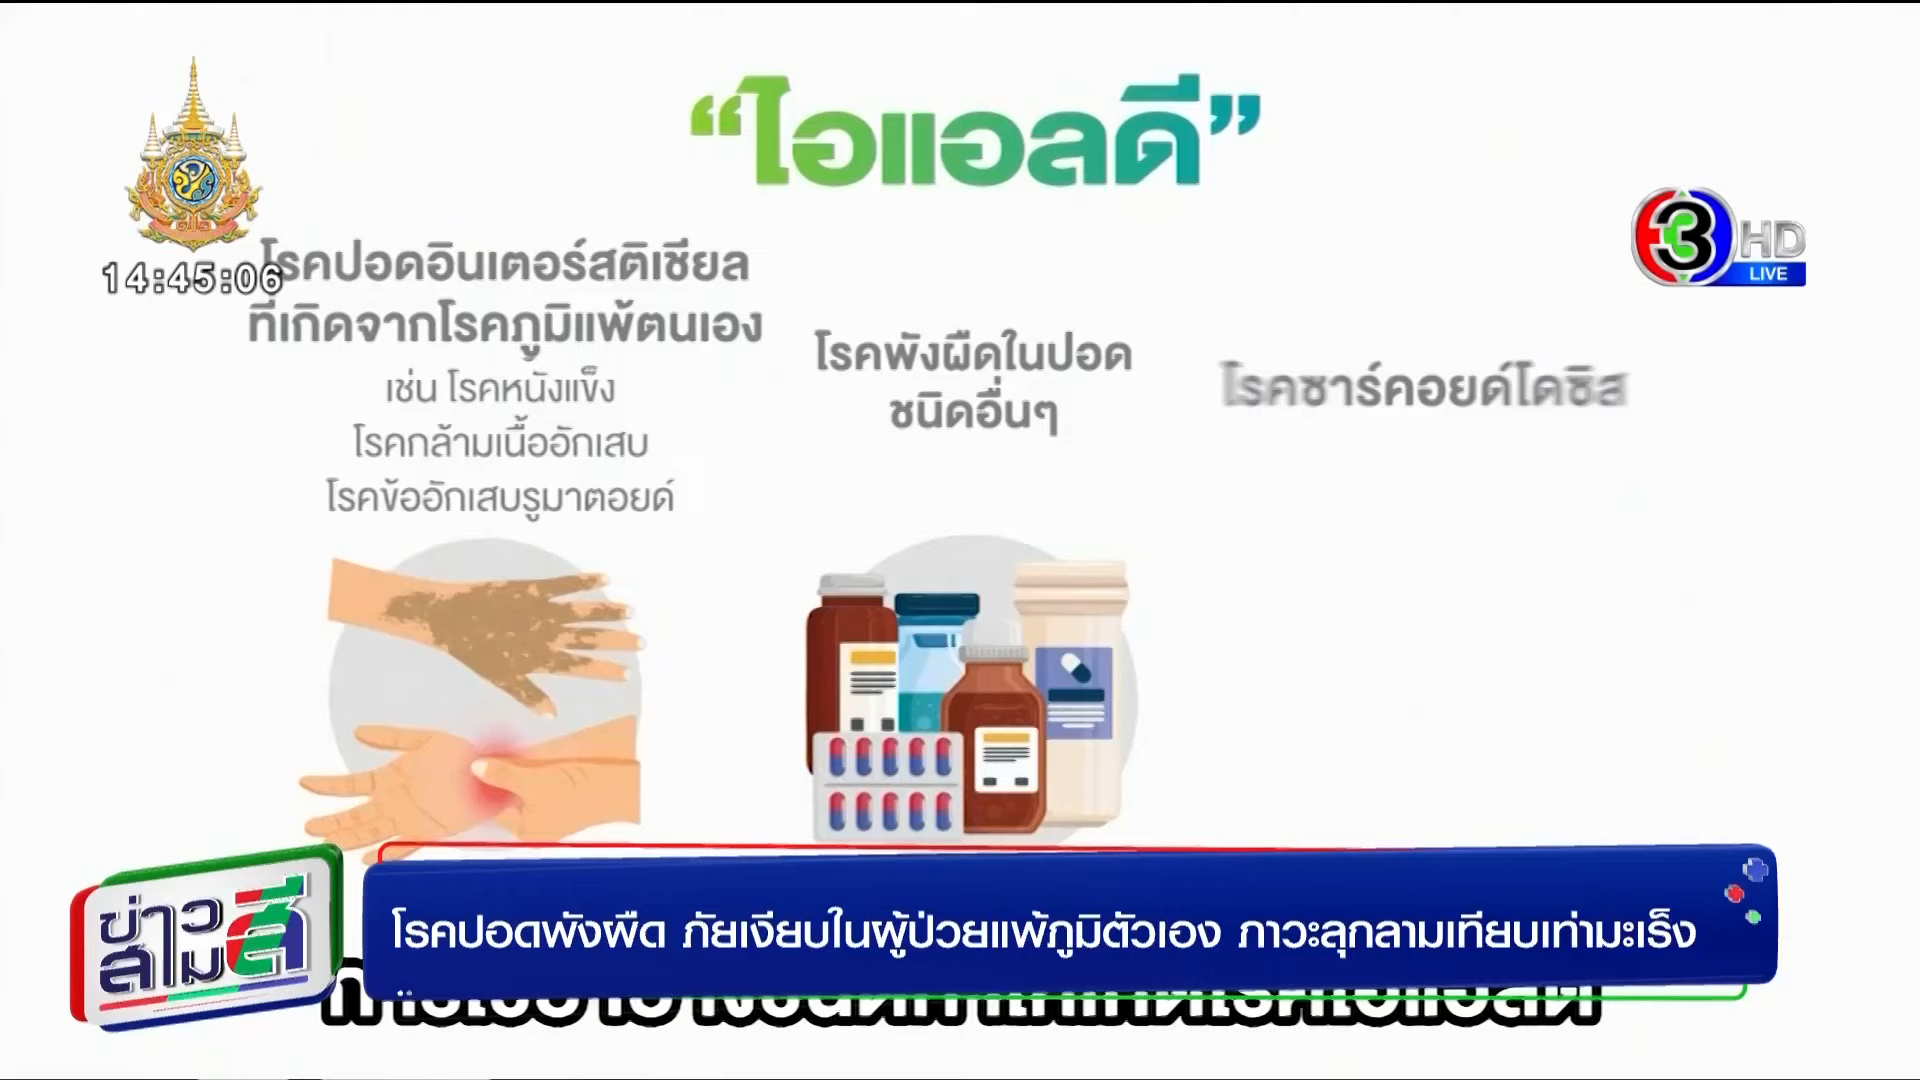 “ไอแอลดี”
3 HD
LIVE
14:45:06
โรคปอดอินเตอร์สติเชียล
ที่เกิดจากโรคภูมิแพ้ตนเอง
เช่น โรคหนังแข็ง
โรคกล้ามเนื้ออักเสบ
โรคข้ออักเสบรูมาตอยด์
โรคพังผืดในปอด
ชนิดอื่นๆ
โรคซาร์คอยด์โดซิส
ข่าว
สามสี
โรคปอดพังผืด ภัยเงียบในผู้ป่วยแพ้ภูมิตัวเอง ภาวะลุกลามเทียบเท่ามะเร็ง